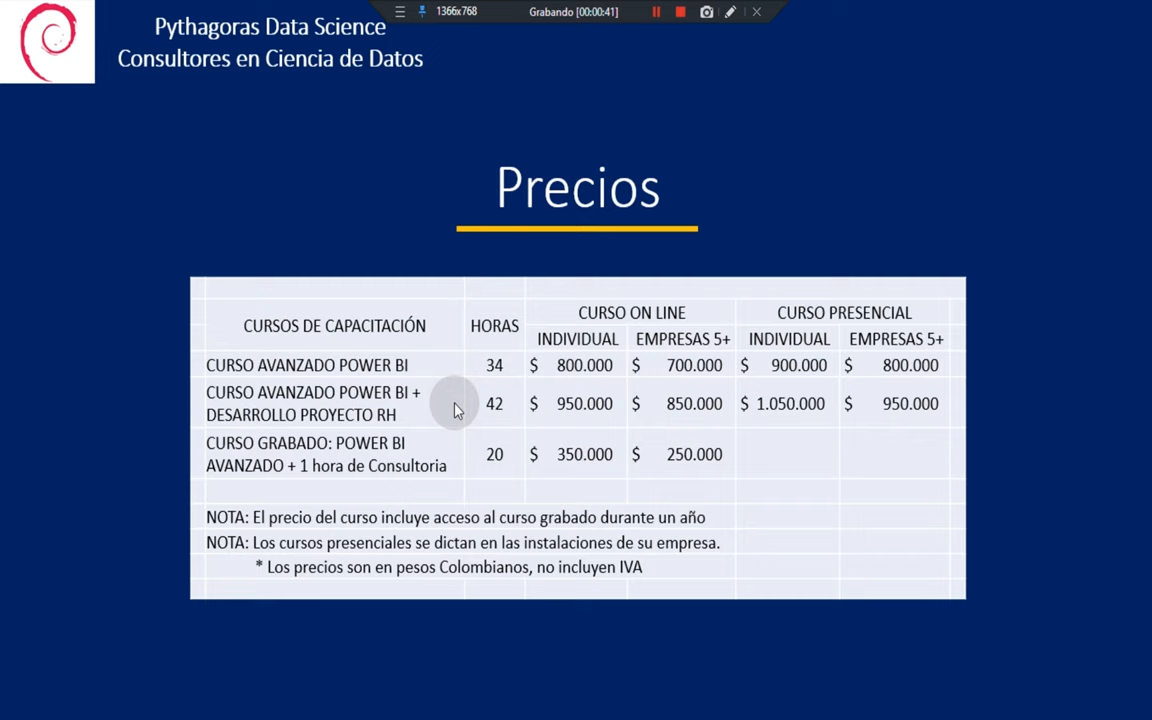 1366x768
Grabando [00:00:41]
Pythagoras Data Science
Consultores en Ciencia de Datos
Precios
CURSOS DE CAPACITACIÓN HORAS CURSO ON LINE CURSO PRESENCIAL
INDIVIDUAL EMPRESAS 5+ INDIVIDUAL EMPRESAS 5+
CURSO AVANZADO POWER BI 34 $ 800.000 $ 700.000 $ 900.000 $ 800.000
CURSO AVANZADO POWER BI +
DESARROLLO PROYECTO RH 42 $ 950.000 $ 850.000 $ 1.050.000 $ 950.000
CURSO GRABADO: POWER BI
AVANZADO + 1 hora de Consultoria 20 $ 350.000 $ 250.000
NOTA: El precio del curso incluye acceso al curso grabado durante un año
NOTA: Los cursos presenciales se dictan en las instalaciones de su empresa.
* Los precios son en pesos Colombianos, no incluyen IVA